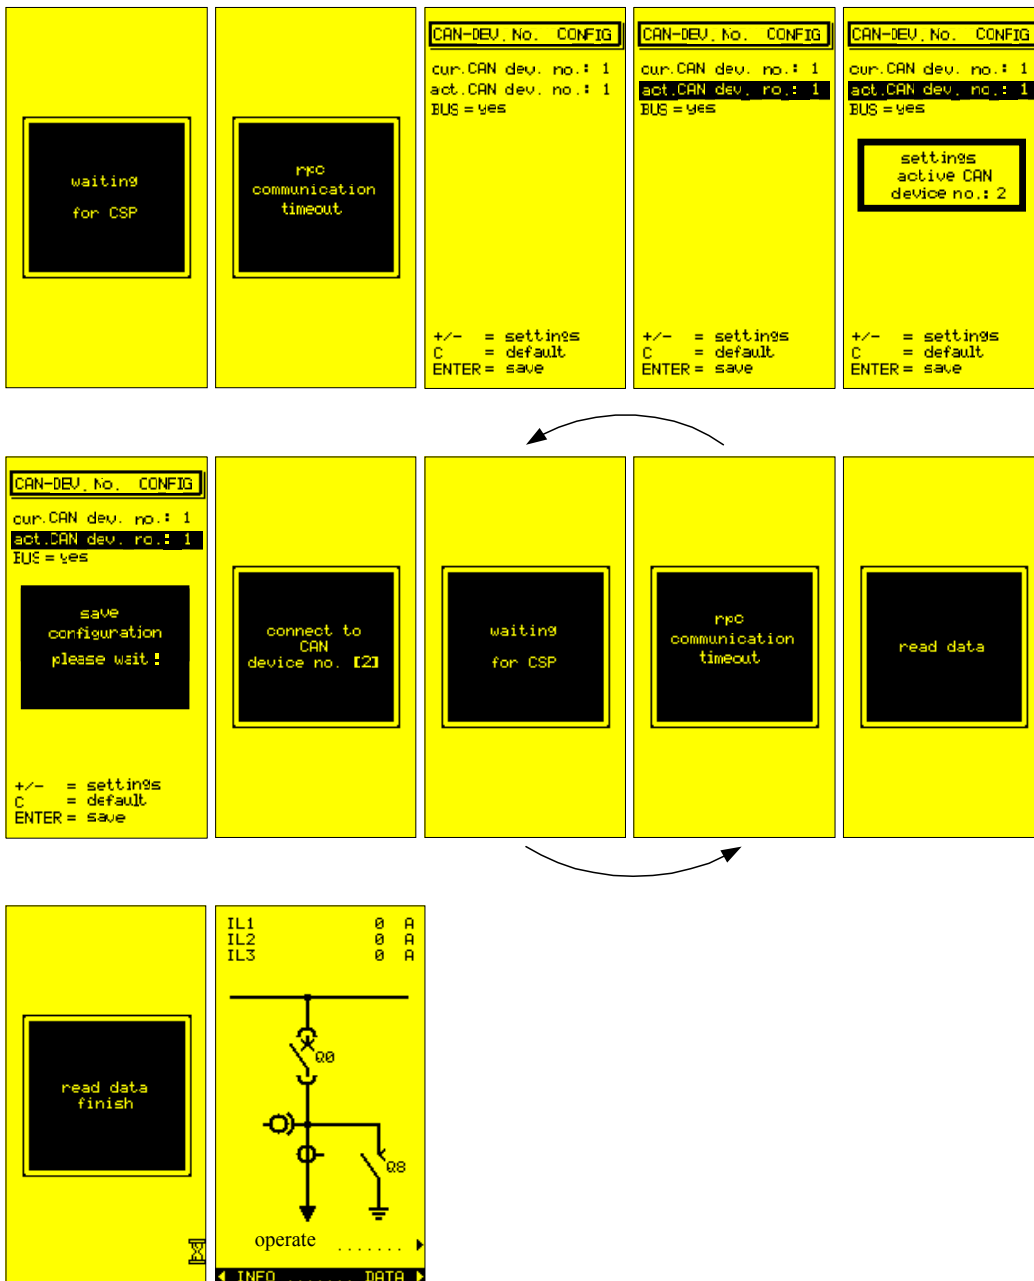 waiting
for CSP
rpc
communication
timeout
CAN-DEV. No. CONFIG
cur.CAN dev. no.: 1
act.CAN dev. no.: 1
BUS = yes
+/- = settings
C = default
ENTER = save
CAN-DEV. No. CONFIG
cur.CAN dev. no.: 1
act.CAN dev. no.: 1
BUS = yes
+/- = settings
C = default
ENTER = save
CAN-DEV. No. CONFIG
cur.CAN dev. no.: 1
act.CAN dev. no.: 1
BUS = yes
settings
active CAN
device no.: 2
+/- = settings
C = default
ENTER = save
CAN-DEV. No. CONFIG
cur.CAN dev. no.: 1
act.CAN dev. no.: 1
BUS = yes
save
configuration
please wait !
+/- = settings
C = default
ENTER = save
connect to
CAN
device no. [2]
waiting
for CSP
rpc
communication
timeout
read data
read data
finish
IL1 0 A
IL2 0 A
IL3 0 A
Q0
Q8
operate .......
INFO ....... DATA